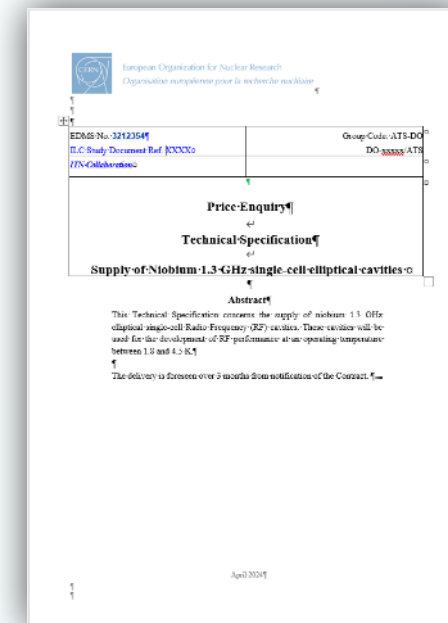 CERN
European Organization for Nuclear Research
Organisation européenne pour la recherche nucléaire
EDMS No. 3212354
Group Code: ATS-DO
ILC Study Document Ref. XXXX
DO-xxxxx/ATS
ITN Collaboration
Price Enquiry
Technical Specification
Supply of Niobium 1.3 GHz single-cell elliptical cavities
Abstract
This Technical Specification concerns the supply of niobium 1.3 GHz
elliptical single-cell Radio Frequency (RF) cavities. These cavities will be
used for the development of RF performance at an operating temperature
between 1.8 and 4.5 K.
The delivery is foreseen over 3 months from notification of the Contract.
April 2024